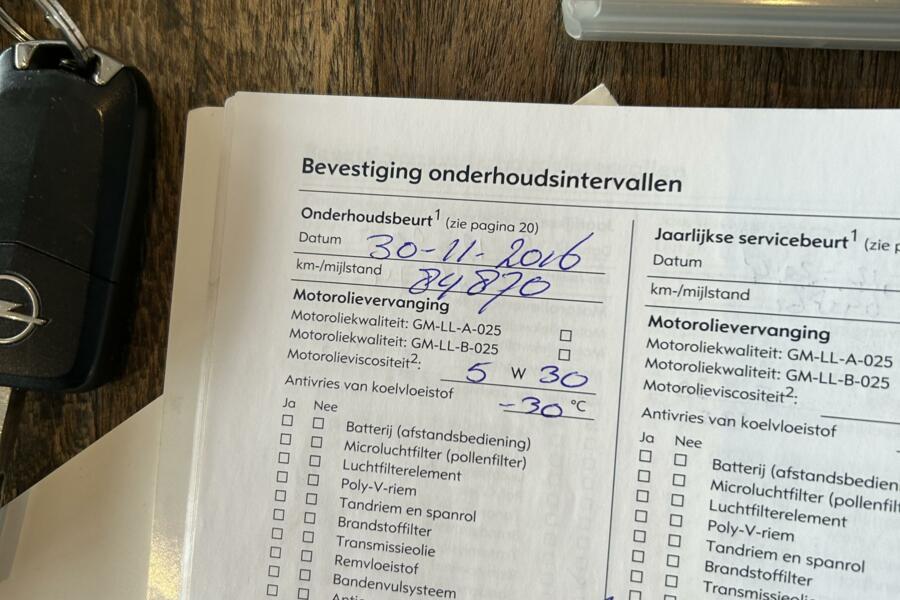 Bevestiging onderhoudsintervallen
Onderhoudsbeurt¹ (zie pagina 20)
Datum 30-11-2016
km-/mijlstand 84870
Motorolievervanging
Motoroliekwaliteit: GM-LL-A-025
Motoroliekwaliteit: GM-LL-B-025
Motorolieviscositeit²: 5 W 30
Antivries van koelvloeistof -30 °C
Ja Nee
Batterij (afstandsbediening)
Microluchtfilter (pollenfilter)
Luchtfilterelement
Poly-V-riem
Tandriem en spanrol
Brandstoffilter
Transmissieolie
Remvloeistof
Bandenvulsysteem
Jaarlijkse servicebeurt¹ (zie
Datum
km-/mijlstand
Motorolievervanging
Motoroliekwaliteit: GM-LL-A-025
Motoroliekwaliteit: GM-LL-B-025
Motorolieviscositeit²:
Antivries van koelvloeistof
Ja Nee
Batterij (afstandsbedien
Microluchtfilter (pollenfilt
Luchtfilterelement
Poly-V-riem
Tandriem en spanrol
Brandstoffilter
Transmissieolie